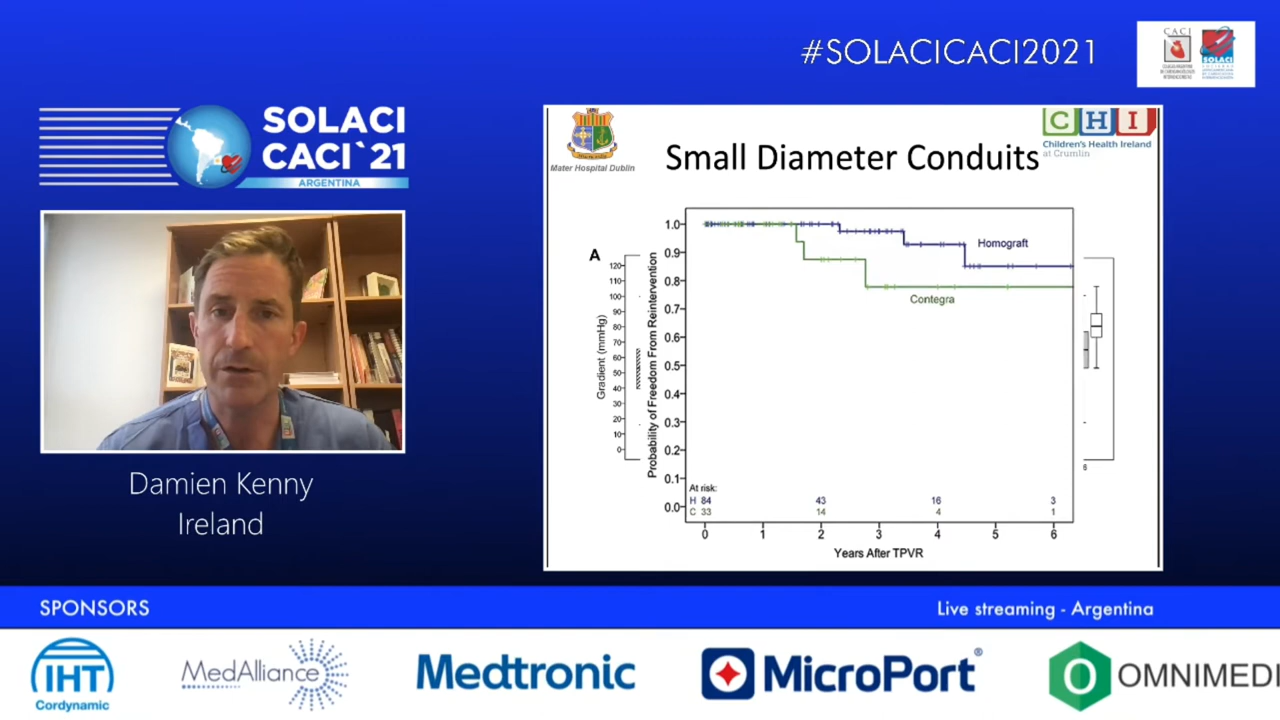 #SOLACICACI2021
CACI
SOLACI
SOLACI
CACI`21
ARGENTINA
Damien Kenny
Ireland
Mater Hospital Dublin
CHI
Children's Health Ireland
at Crumlin
Small Diameter Conduits
A
Gradient (mmHg)
120
100
90
80
70
60
50
40
30
20
10
0
Probability of Freedom From Reintervention
1.0
0.9
0.8
0.7
0.6
0.5
0.4
0.3
0.2
0.1
0.0
Homograft
Contegra
At risk:
H 84 43 16 3
C 33 14 4 1
0 1 2 3 4 5 6
Years After TPVR
6
SPONSORS
Live streaming - Argentina
IHT
Cordynamic
MedAlliance
Medtronic
MicroPort®
OMNIMEDI